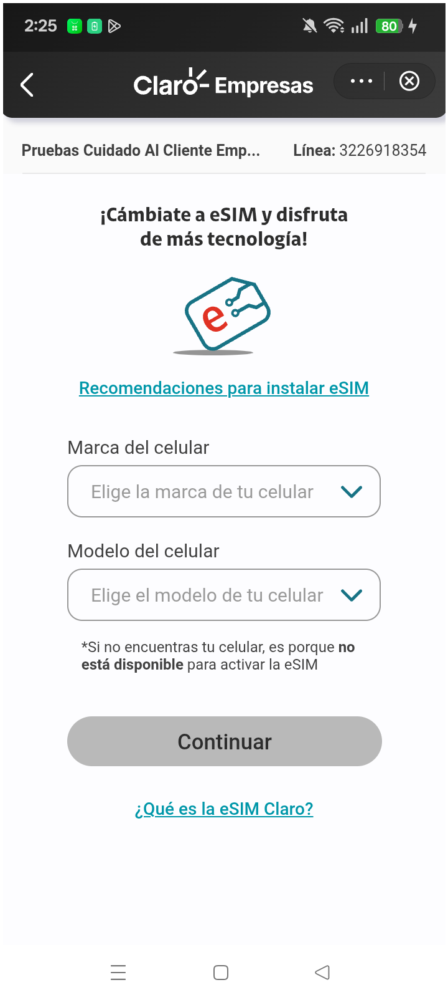 2:25
80
Claro Empresas
Pruebas Cuidado Al Cliente Emp...
Línea: 3226918354
¡Cámbiate a eSIM y disfruta
de más tecnología!
e
Recomendaciones para instalar eSIM
Marca del celular
Elige la marca de tu celular
Modelo del celular
Elige el modelo de tu celular
*Si no encuentras tu celular, es porque no
está disponible para activar la eSIM
Continuar
¿Qué es la eSIM Claro?